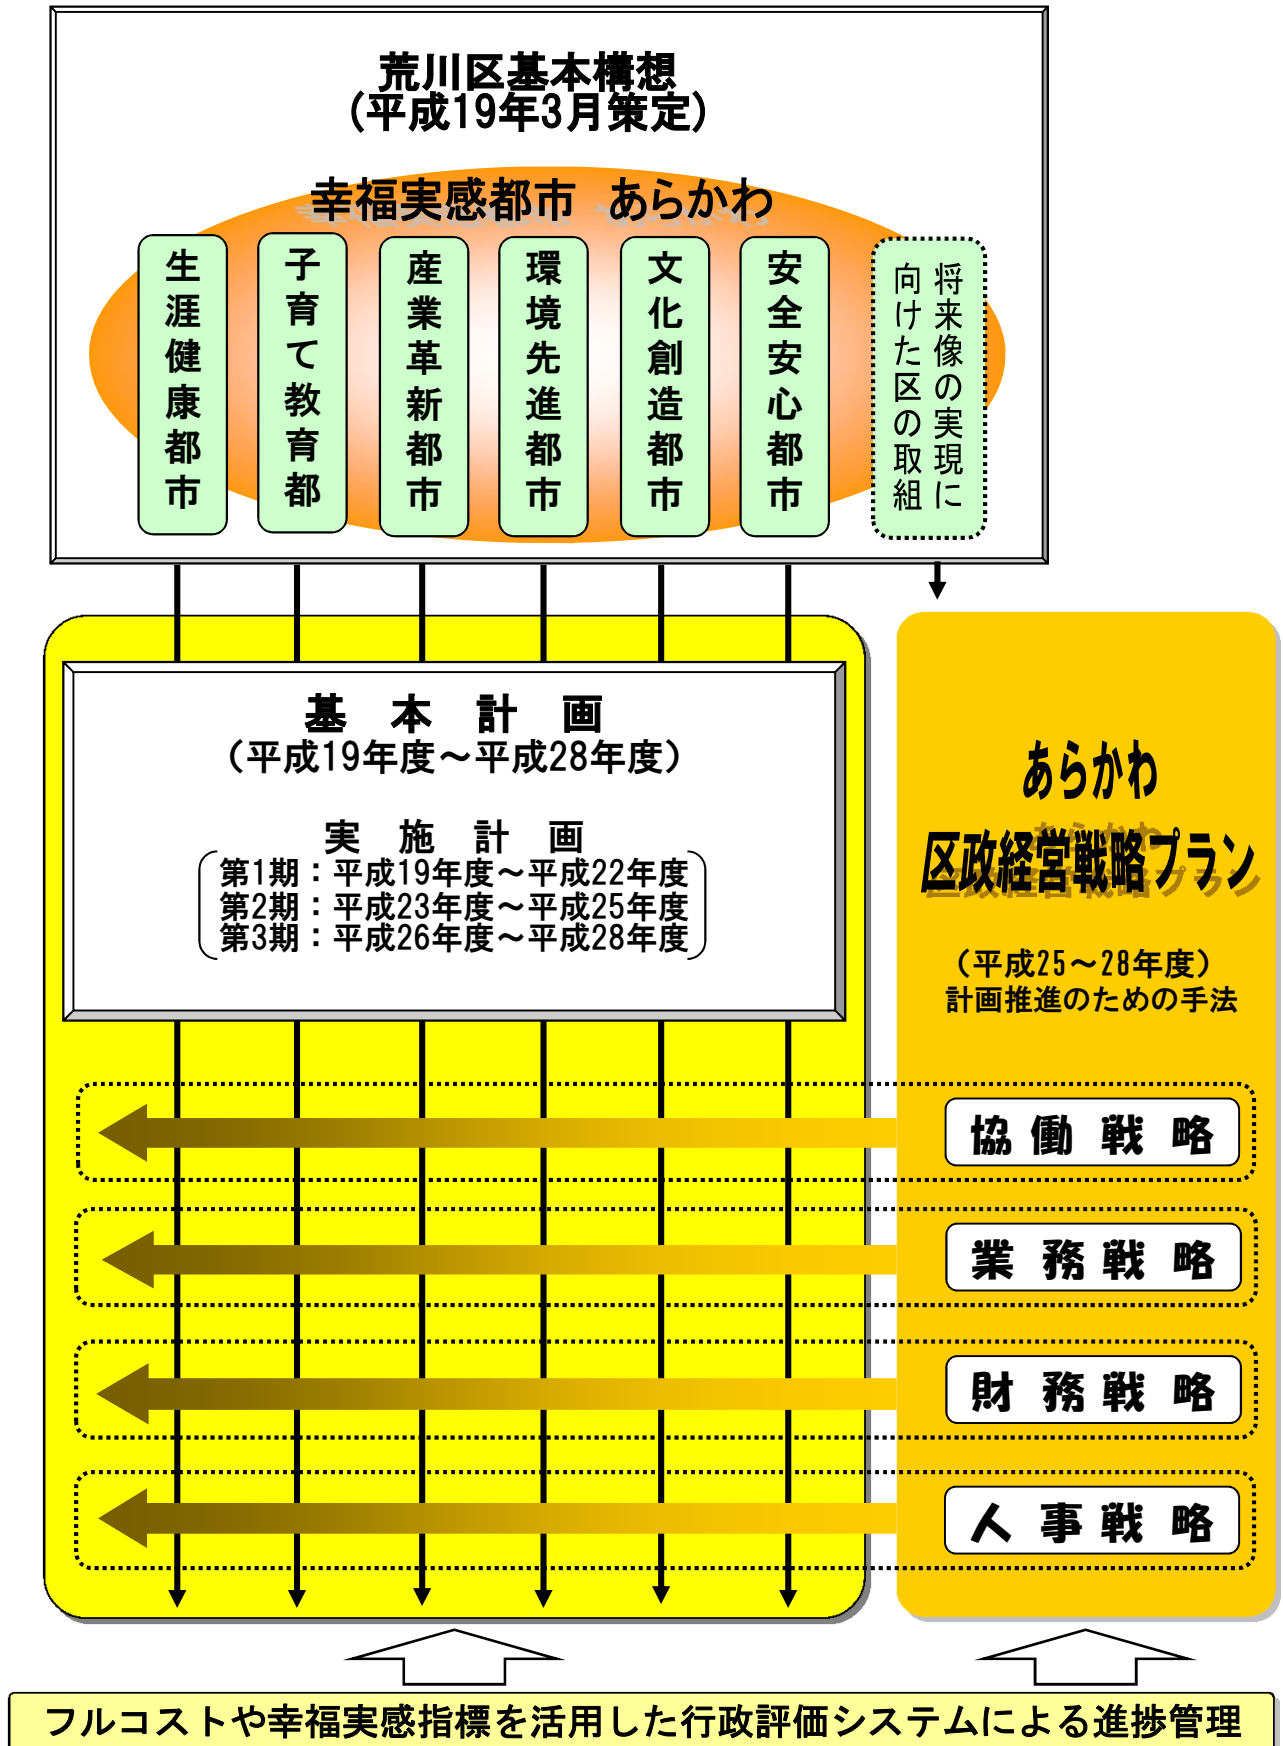 荒川区基本構想
(平成19年3月策定)
幸福実感都市　あらかわ
生涯健康都市
子育て教育都
産業革新都市
環境先進都市
文化創造都市
安全安心都市
将来像の実現に
向けた区の取組
基　本　計　画
（平成19年度～平成28年度）
実　施　計　画
第1期：平成19年度～平成22年度
第2期：平成23年度～平成25年度
第3期：平成26年度～平成28年度
あらかわ
区政経営戦略プラン
（平成25～28年度）
計画推進のための手法
協働戦略
業務戦略
財務戦略
人事戦略
フルコストや幸福実感指標を活用した行政評価システムによる進捗管理